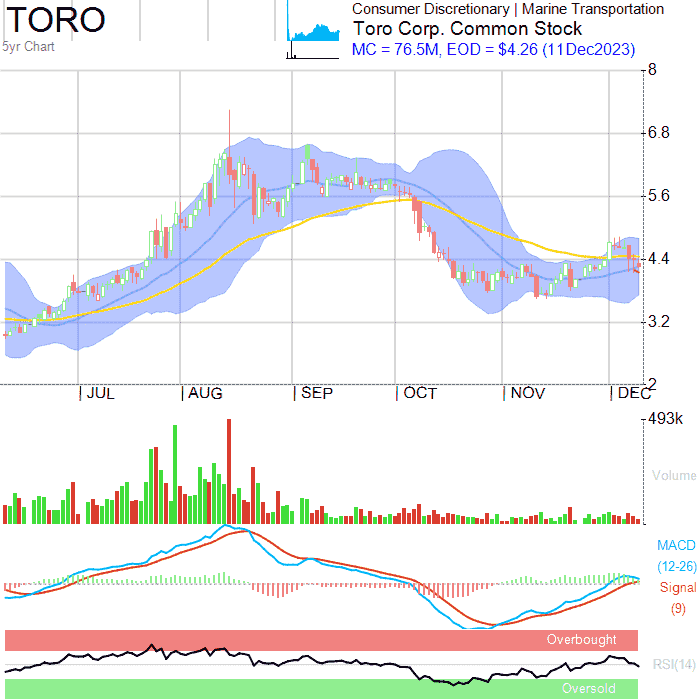 TORO
5yr Chart
Consumer Discretionary | Marine Transportation
Toro Corp. Common Stock
MC = 76.5M, EOD = $4.26 (11Dec2023)
8
6.8
5.6
4.4
3.2
2
JUL AUG SEP OCT NOV DEC
493k
Volume
MACD
(12-26)
Signal
(9)
Overbought
RSI(14)
Oversold